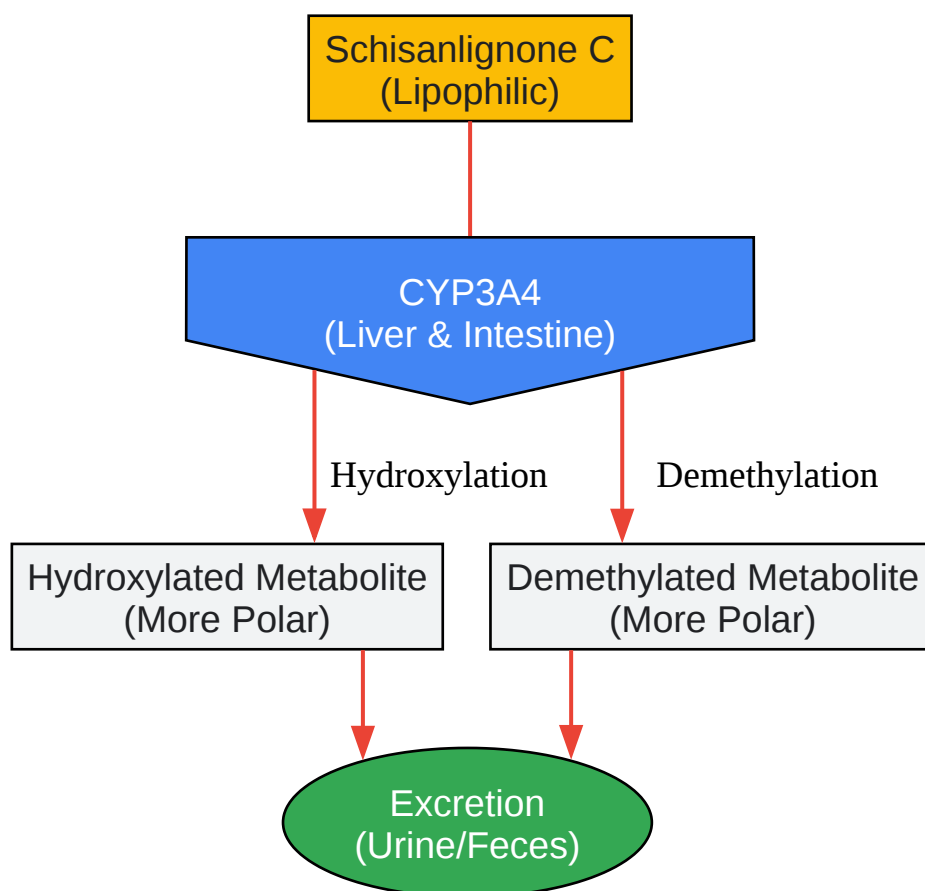 Schisanlignone C
(Lipophilic)
CYP3A4
(Liver & Intestine)
Hydroxylation
Demethylation
Hydroxylated Metabolite
(More Polar)
Demethylated Metabolite
(More Polar)
Excretion
(Urine/Feces)